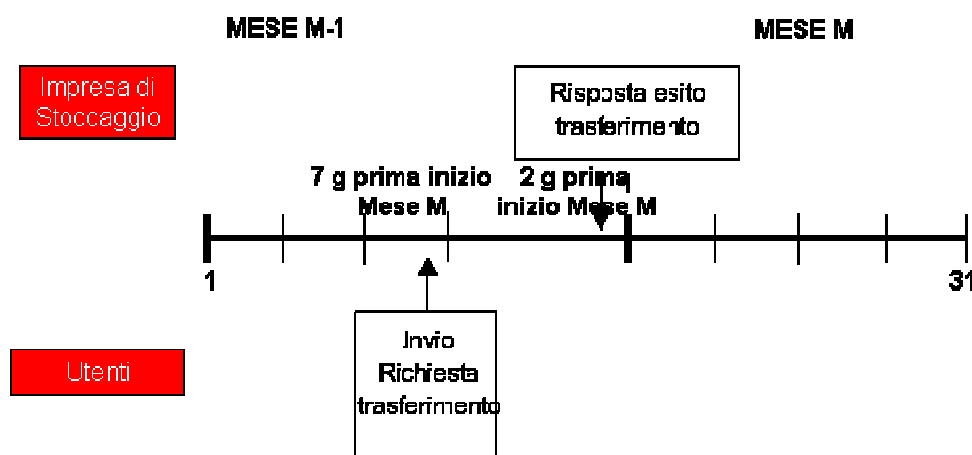 MESE M-1
MESE M
Impresa di
Stoccaggio
Risposta esito
trasferimento
7 g prima inizio
Mese M
2 g prima
inizio Mese M
1
31
Invio
Richiesta
trasferimento
Utenti